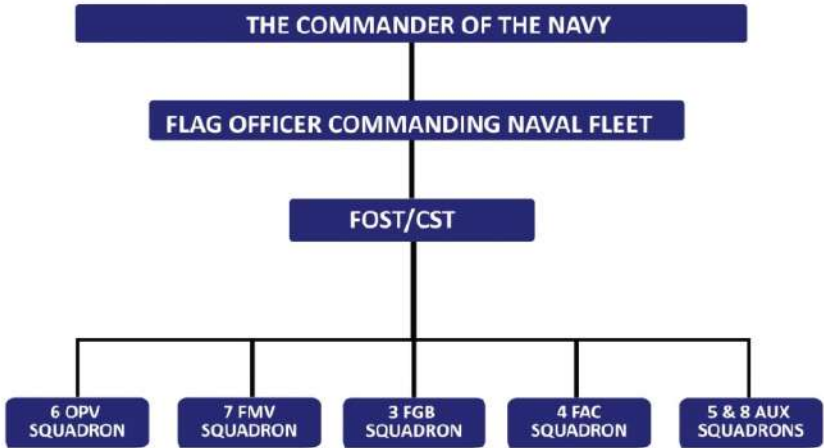 THE COMMANDER OF THE NAVY
FLAG OFFICER COMMANDING NAVAL FLEET
FOST/CST
6 OPV
SQUADRON
7 FMV
SQUADRON
3 FGB
SQUADRON
4 FAC
SQUADRON
5 & 8 AUX
SQUADRONS